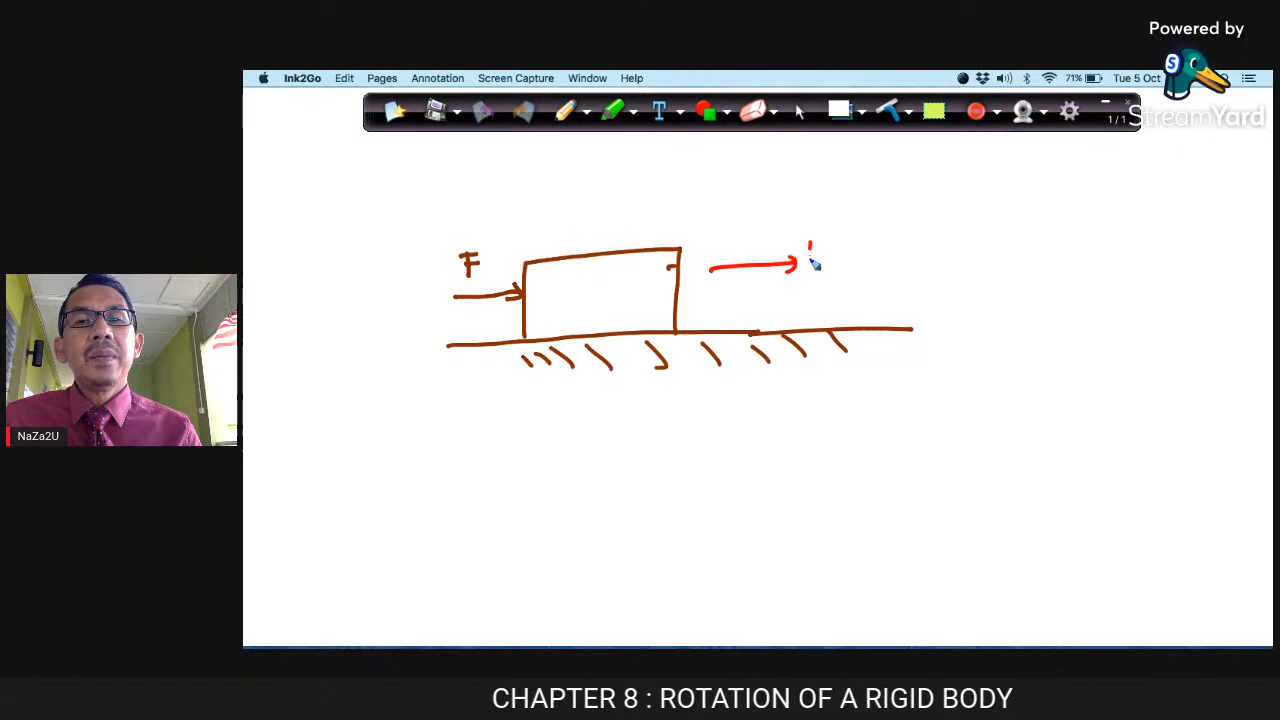 Powered by
StreamYard
Ink2Go Edit Pages Annotation Screen Capture Window Help 71% Tue 5 Oct
1/1
F
NaZa2U
CHAPTER 8 : ROTATION OF A RIGID BODY